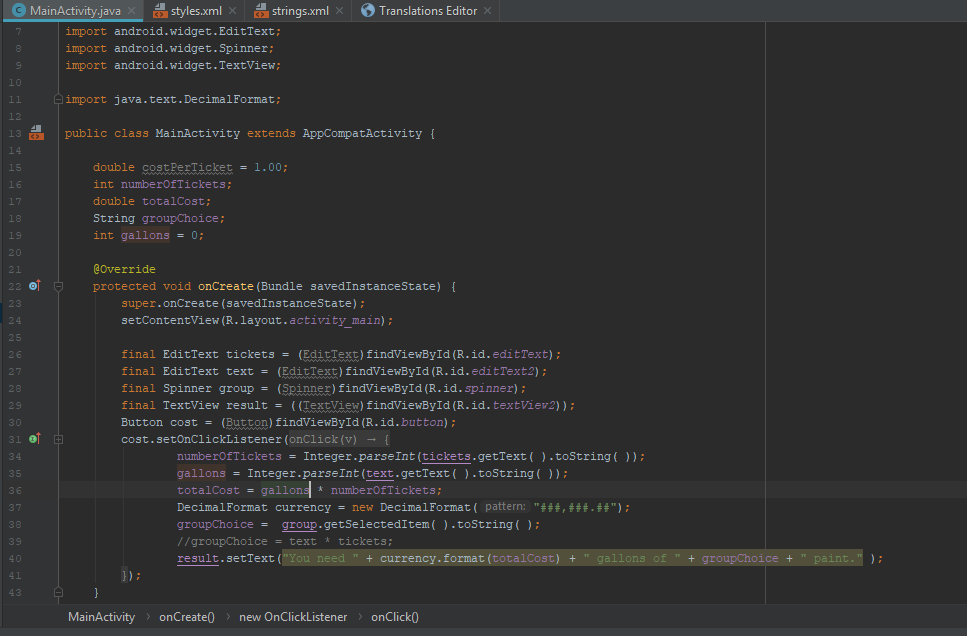 MainActivity.java styles.xml strings.xml Translations Editor
7 import android.widget.EditText;
8 import android.widget.Spinner;
9 import android.widget.TextView;
10
11 import java.text.DecimalFormat;
12
13 public class MainActivity extends AppCompatActivity {
14
15 double costPerTicket = 1.00;
16 int numberOfTickets;
17 double totalCost;
18 String groupChoice;
19 int gallons = 0;
20
21 @Override
22 protected void onCreate(Bundle savedInstanceState) {
23 super.onCreate(savedInstanceState);
24 setContentView(R.layout.activity_main);
25
26 final EditText tickets = (EditText)findViewById(R.id.editText);
27 final EditText text = (EditText)findViewById(R.id.editText2);
28 final Spinner group = (Spinner)findViewById(R.id.spinner);
29 final TextView result = ((TextView)findViewById(R.id.textView2));
30 Button cost = (Button)findViewById(R.id.button);
31 cost.setOnClickListener(onClick(v) → {
34 numberOfTickets = Integer.parseInt(tickets.getText( ).toString( ));
35 gallons = Integer.parseInt(text.getText( ).toString( ));
36 totalCost = gallons * numberOfTickets;
37 DecimalFormat currency = new DecimalFormat( pattern: "###,###.##");
38 groupChoice = group.getSelectedItem( ).toString( );
39 //groupChoice = text * tickets;
40 result.setText("You need " + currency.format(totalCost) + " gallons of " + groupChoice + " paint." );
41 });
43 }
MainActivity › onCreate() › new OnClickListener › onClick()